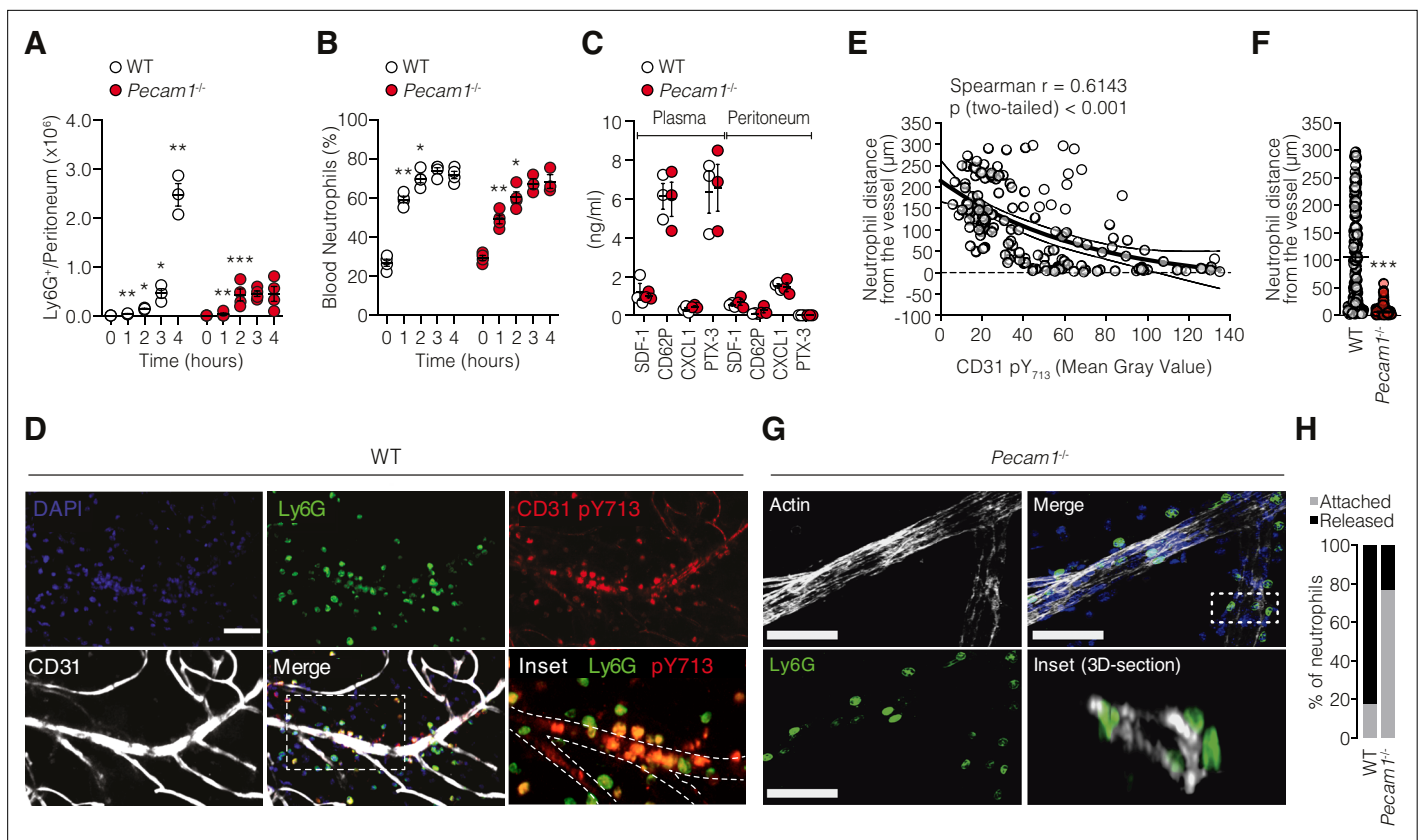 A
WT
Pecam1-/-
Ly6G+/Peritoneum (x10⁶)
4.0
3.0
2.0
1.0
0.0
** * * **
** *** 
0 1 2 3 4 0 1 2 3 4
Time (hours)
B
WT
Pecam1-/-
Blood PNeutrophils (%)
100
80
60
40
20
0
** *
** *
0 1 2 3 4 0 1 2 3 4
Time (hours)
C
WT
Pecam1-/-
Plasma Peritoneum
(ng/ml)
10
8
6
4
2
0
SDF-1
CD62P
CXCL1
PTX-3
SDF-1
CD62P
CXCL1
PTX-3
E
Spearman r = 0.6143
p (two-tailed) < 0.001
Neutrophil distance
from the vessel (µm)
350
300
250
200
150
100
50
0
-50
-100
0 20 40 60 80 100 120 140
CD31 pY₇₁₃ (Mean Gray Value)
F
Neutrophil distance
from the vessel (µm)
350
300
250
200
150
100
50
0
***
WT
Pecam1-/-
D
WT
DAPI
Ly6G
CD31 pY713
CD31
Merge
Inset Ly6G pY713
G
Pecam1-/-
Actin
Merge
Ly6G
Inset (3D-section)
H
Attached
Released
% of neutrophils
100
80
60
40
20
0
WT
Pecam1-/-